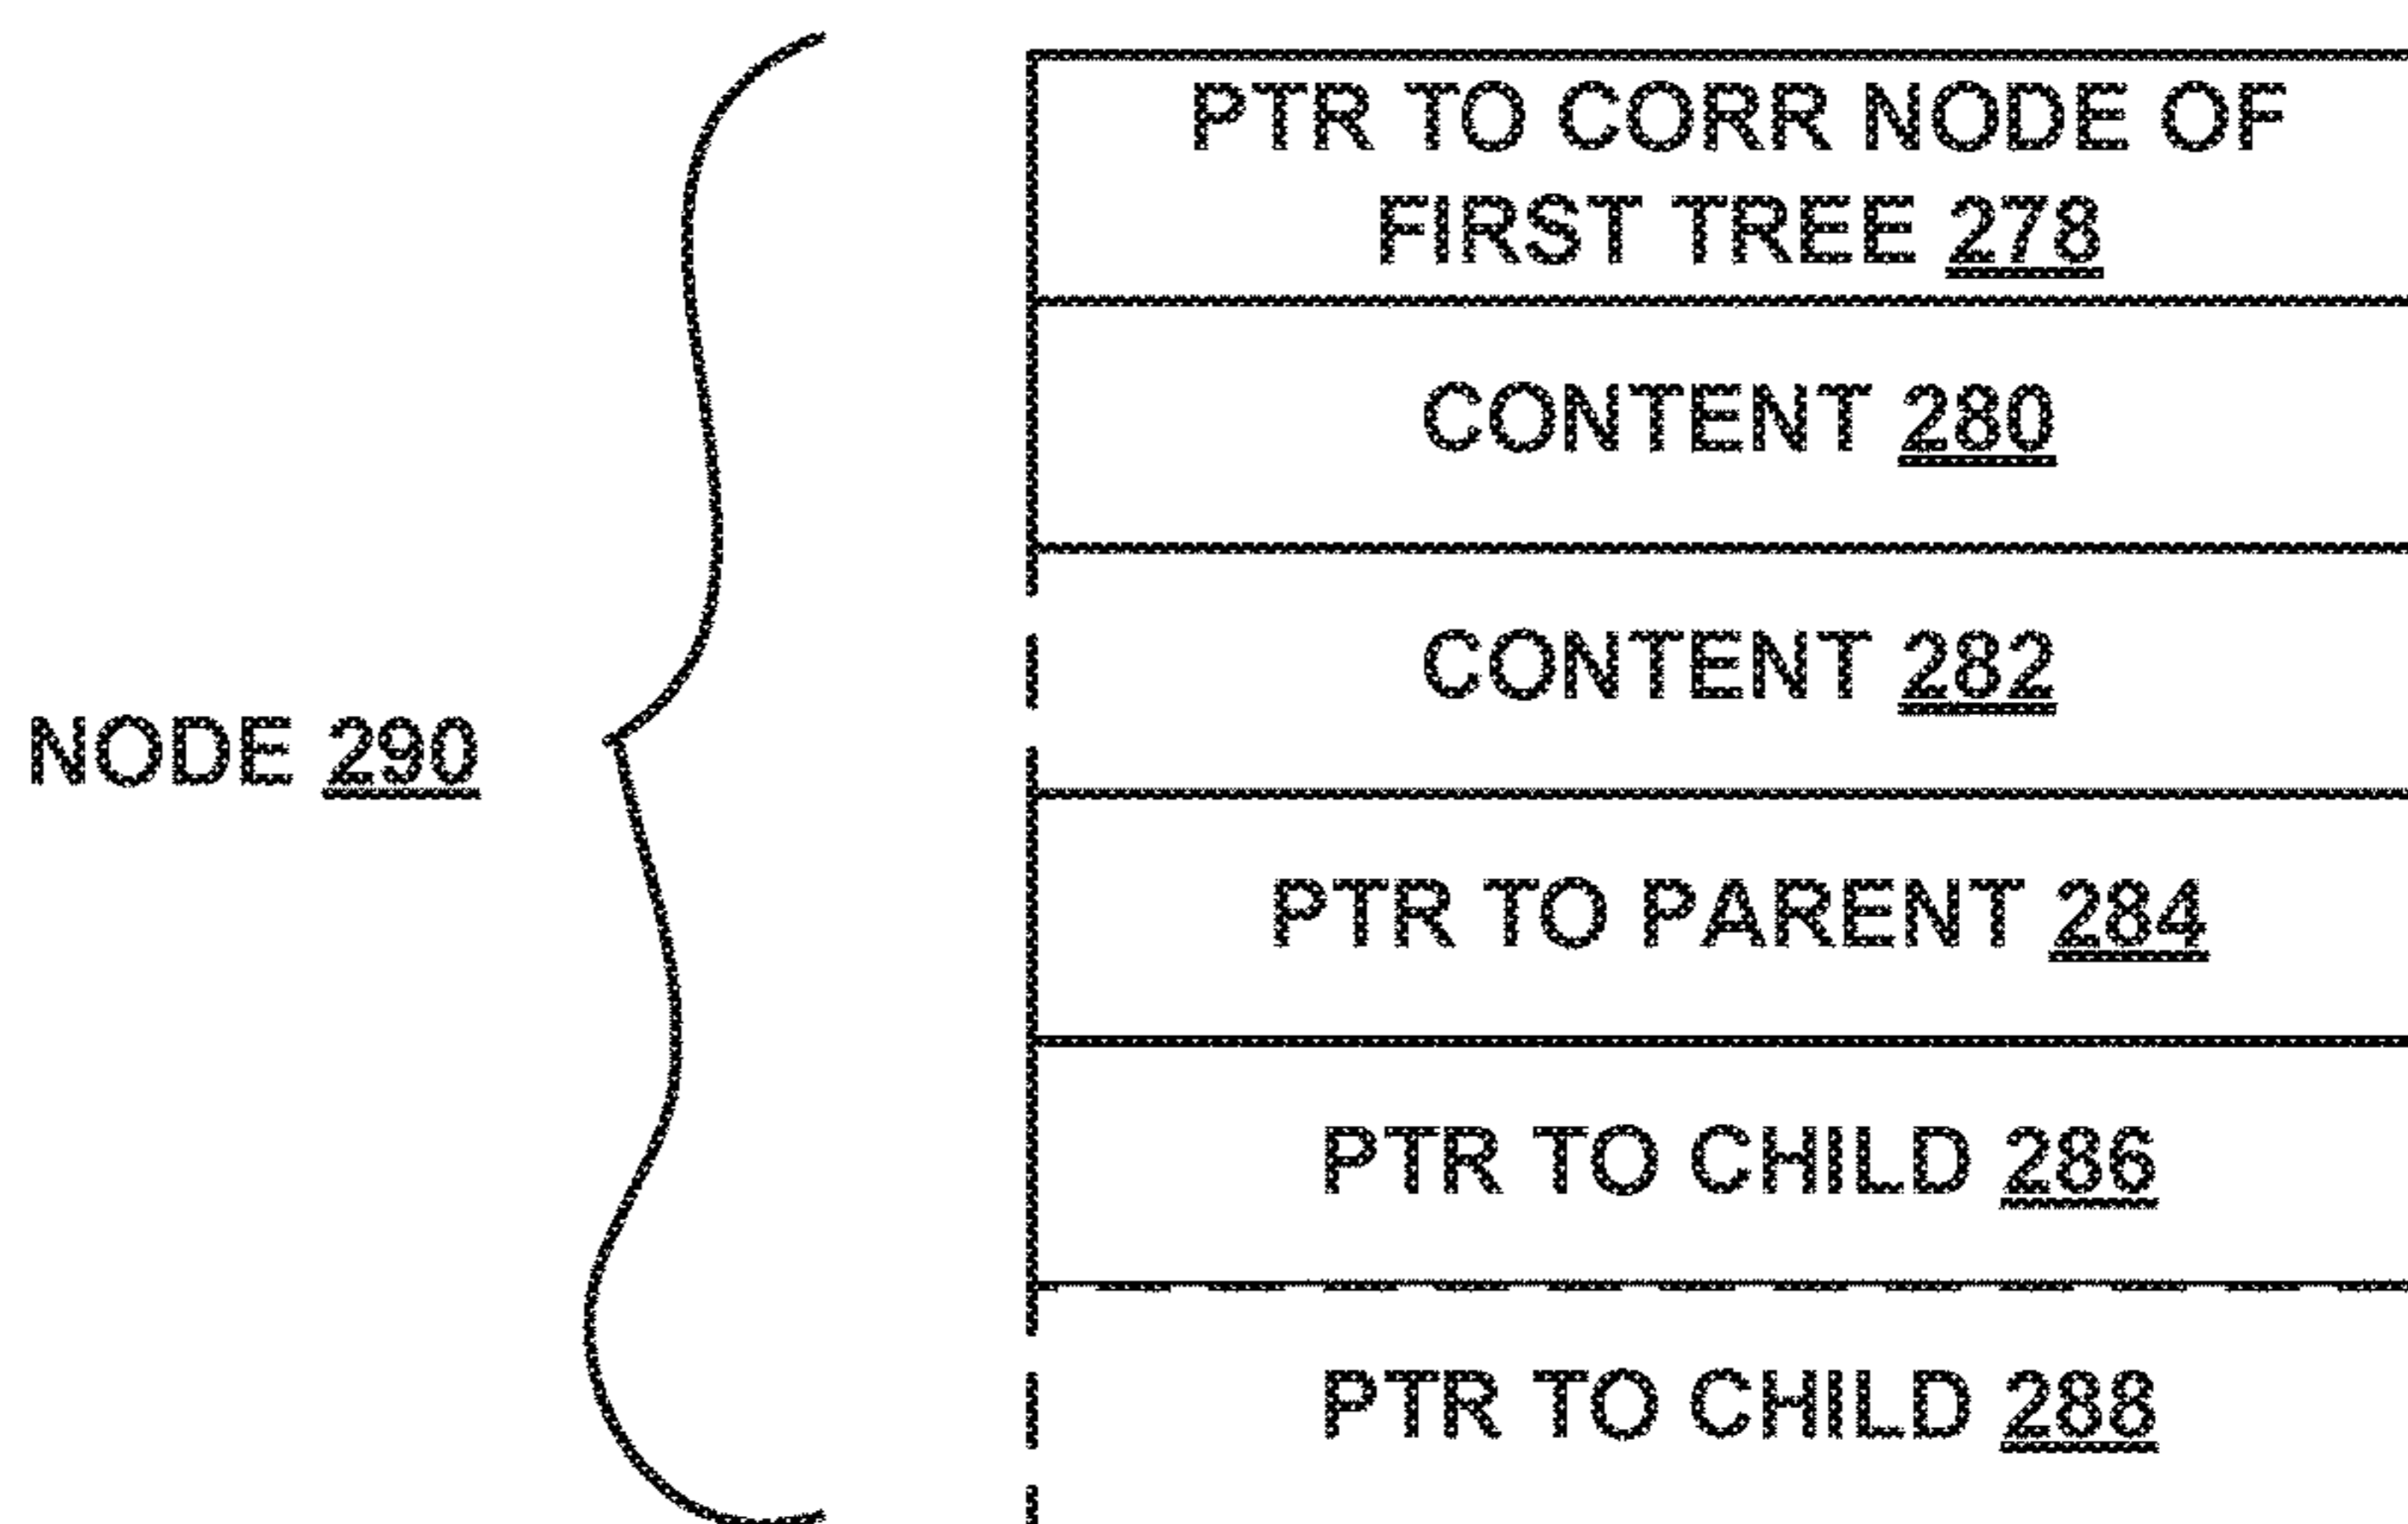 PTR TO CORR NODE OF
FIRST TREE 278
CONTENT 280
CONTENT 282
NODE 290
PTR TO PARENT 284
PTR TO CHILD 286
PTR TO CHILD 288